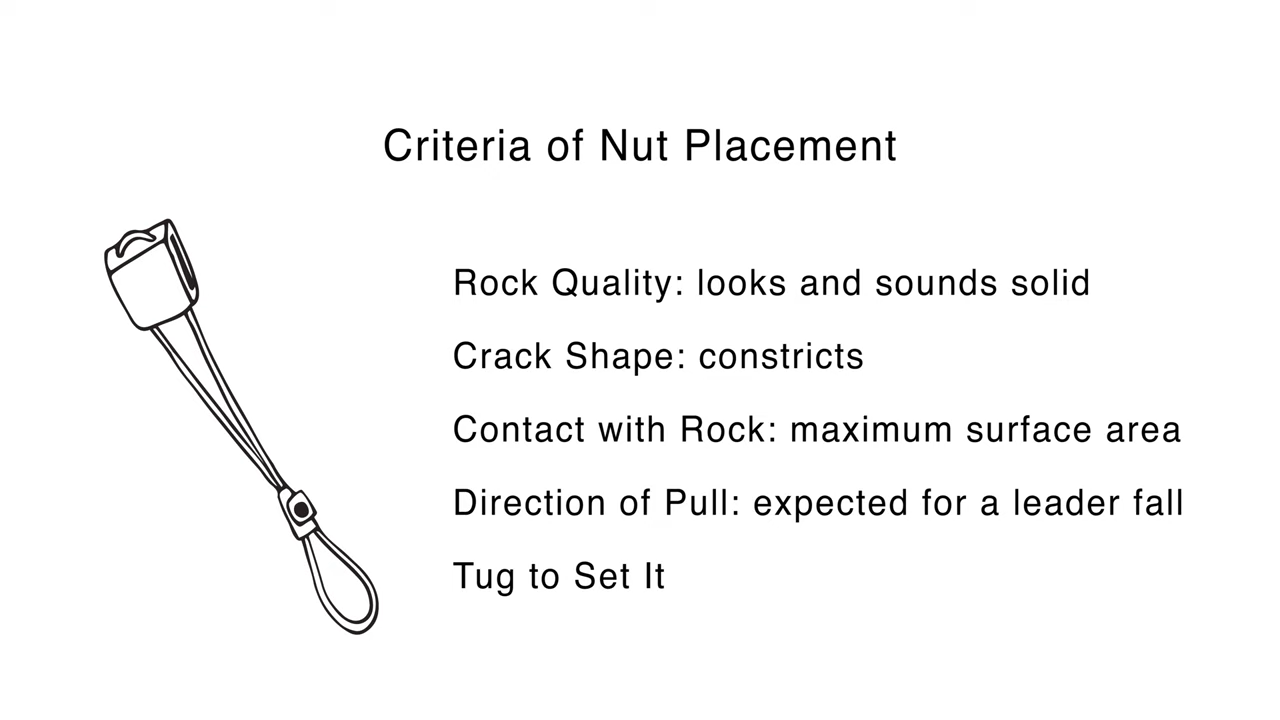 Criteria of Nut Placement
Rock Quality: looks and sounds solid
Crack Shape: constricts
Contact with Rock: maximum surface area
Direction of Pull: expected for a leader fall
Tug to Set It